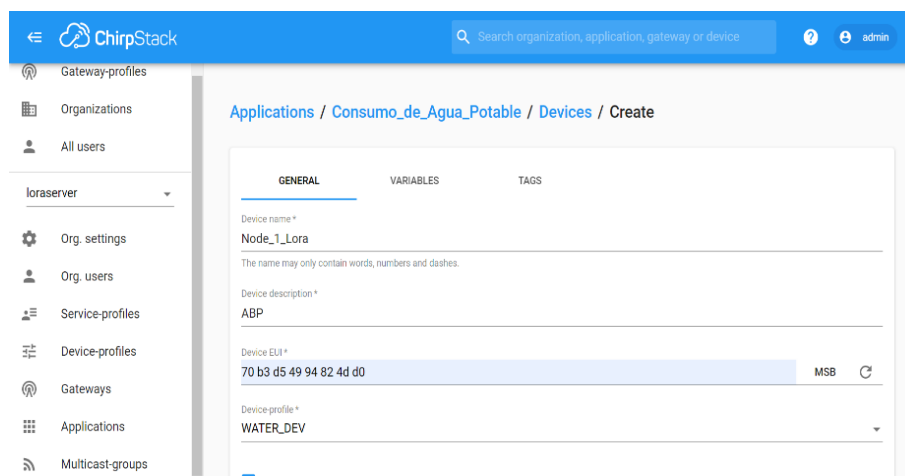 ChirpStack
Search organization, application, gateway or device
?
admin
Gateway-profiles
Organizations
All users
loraserver
Org. settings
Org. users
Service-profiles
Device-profiles
Gateways
Applications
Multicast-groups
Applications / Consumo_de_Agua_Potable / Devices / Create
GENERAL VARIABLES TAGS
Device name *
Node_1_Lora
The name may only contain words, numbers and dashes.
Device description *
ABP
Device EUI *
70 b3 d5 49 94 82 4d d0 MSB
Device-profile *
WATER_DEV